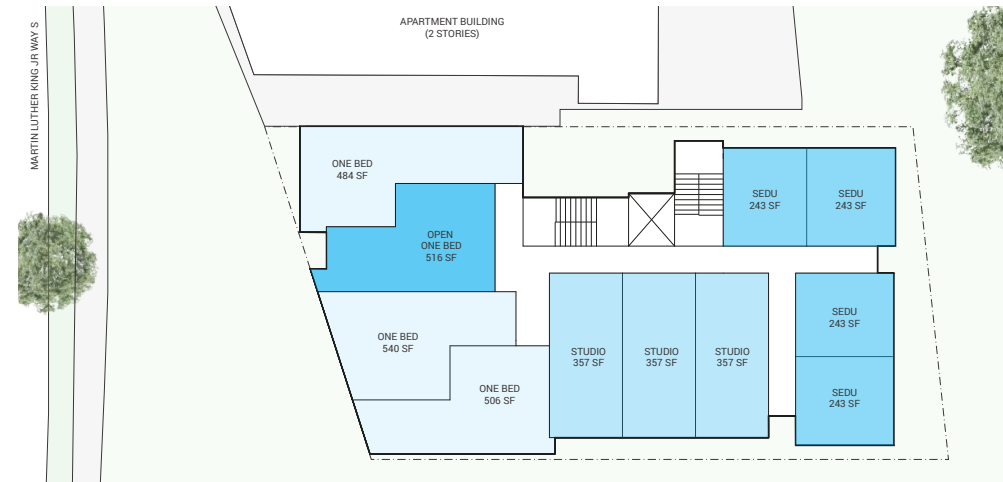 APARTMENT BUILDING
(2 STORIES)
MARTIN LUTHER KING JR WAY S
ONE BED
484 SF
SEDU
243 SF
SEDU
243 SF
OPEN
ONE BED
516 SF
SEDU
243 SF
ONE BED
540 SF
STUDIO
357 SF
STUDIO
357 SF
STUDIO
357 SF
ONE BED
506 SF
SEDU
243 SF